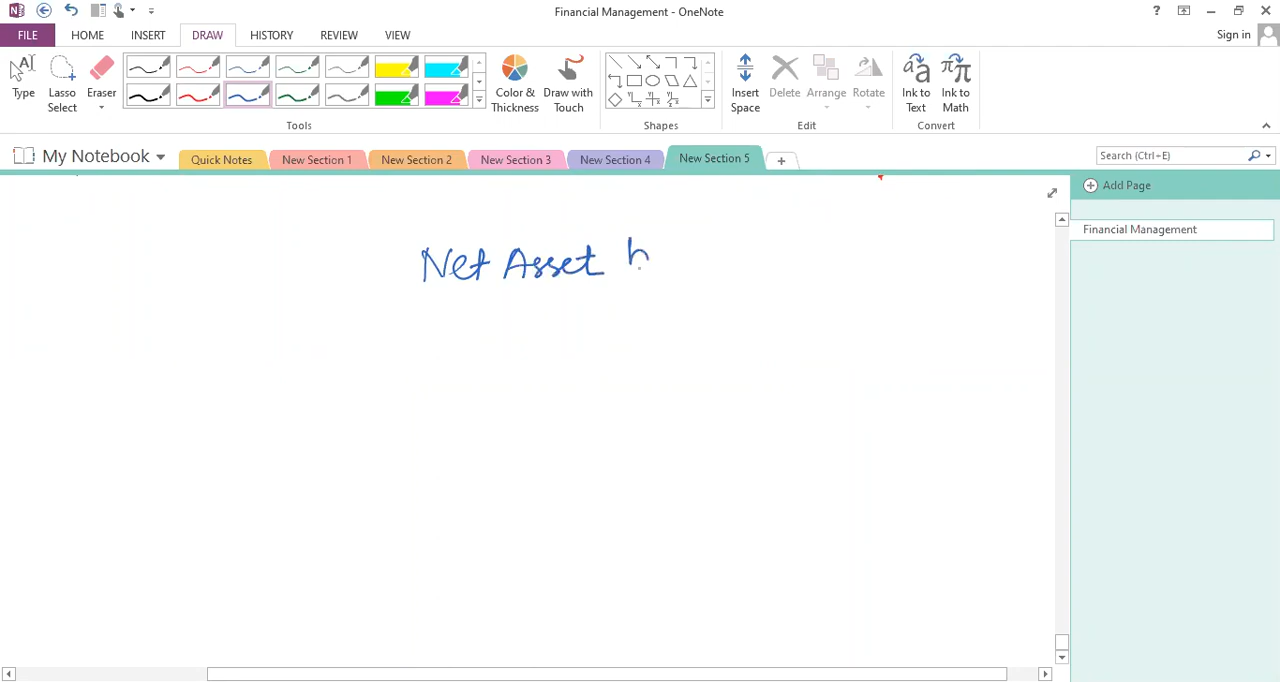 Financial Management - OneNote
? 
Sign in
FILE HOME INSERT DRAW HISTORY REVIEW VIEW
Type
Lasso Select
Eraser
Color & Thickness
Draw with Touch
Insert Space
Delete
Arrange
Rotate
Ink to Text
Ink to Math
Tools
Shapes
Edit
Convert
My Notebook
Quick Notes
New Section 1
New Section 2
New Section 3
New Section 4
New Section 5
Search (Ctrl+E)
Add Page
Financial Management
Net Asset